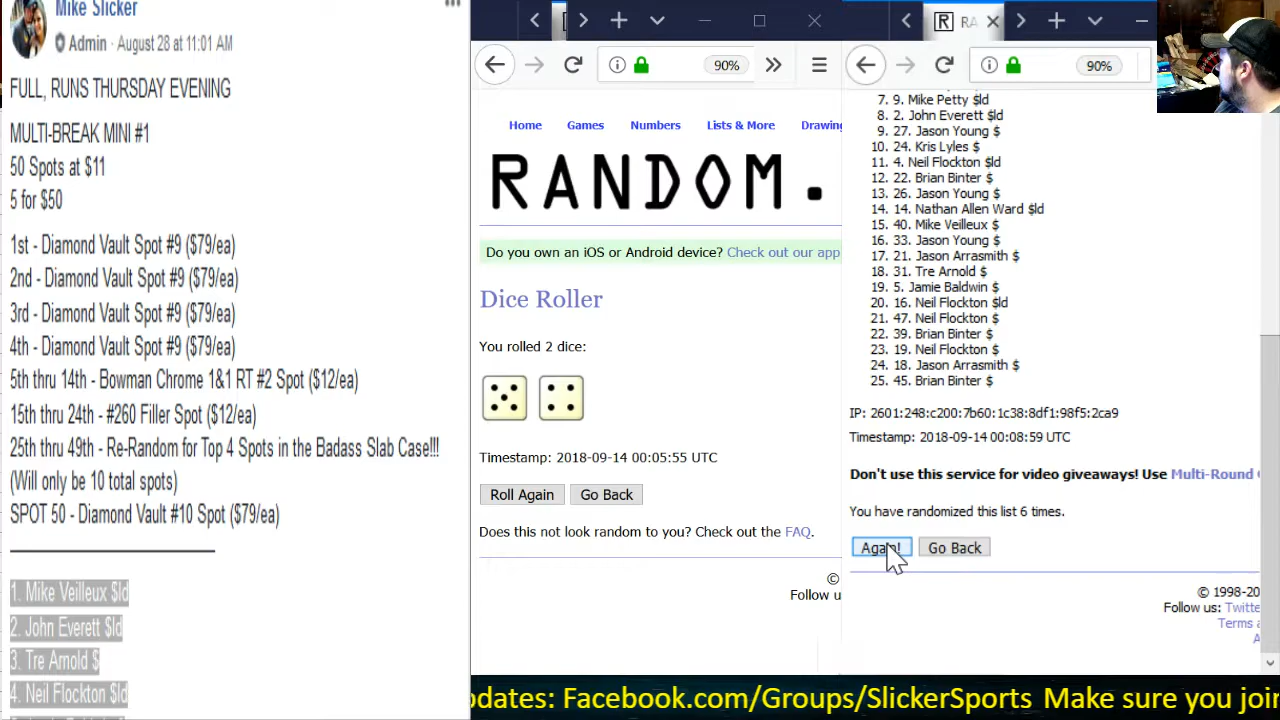 Mike Slicker
Admin · August 28 at 11:01 AM
FULL, RUNS THURSDAY EVENING
MULTI-BREAK MINI #1
50 Spots at $11
5 for $50
1st - Diamond Vault Spot #9 ($79/ea)
2nd - Diamond Vault Spot #9 ($79/ea)
3rd - Diamond Vault Spot #9 ($79/ea)
4th - Diamond Vault Spot #9 ($79/ea)
5th thru 14th - Bowman Chrome 1&1 RT #2 Spot ($12/ea)
15th thru 24th - #260 Filler Spot ($12/ea)
25th thru 49th - Re-Random for Top 4 Spots in the Badass Slab Case!!!
(Will only be 10 total spots)
SPOT 50 - Diamond Vault #10 Spot ($79/ea)
1. Mike Veilleux $ld
2. John Everett $ld
3. Tre Arnold $
4. Neil Flockton $ld
90%
Home Games Numbers Lists & More Drawin
RANDOM.
Do you own an iOS or Android device? Check out our app
Dice Roller
You rolled 2 dice:
Timestamp: 2018-09-14 00:05:55 UTC
Roll Again Go Back
Does this not look random to you? Check out the FAQ.
©
Follow u
R RA
90%
7. 9. Mike Petty $ld
8. 2. John Everett $ld
9. 27. Jason Young $
10. 24. Kris Lyles $
11. 4. Neil Flockton $ld
12. 22. Brian Binter $
13. 26. Jason Young $
14. 14. Nathan Allen Ward $ld
15. 40. Mike Veilleux $
16. 33. Jason Young $
17. 21. Jason Arrasmith $
18. 31. Tre Arnold $
19. 5. Jamie Baldwin $
20. 16. Neil Flockton $ld
21. 47. Neil Flockton $
22. 39. Brian Binter $
23. 19. Neil Flockton $
24. 18. Jason Arrasmith $
25. 45. Brian Binter $
IP: 2601:248:c200:7b60:1c38:8df1:98f5:2ca9
Timestamp: 2018-09-14 00:08:59 UTC
Don't use this service for video giveaways! Use Multi-Round
You have randomized this list 6 times.
Again! Go Back
© 1998-20
Follow us: Twitte
Terms a
pdates: Facebook.com/Groups/SlickerSports Make sure you joi